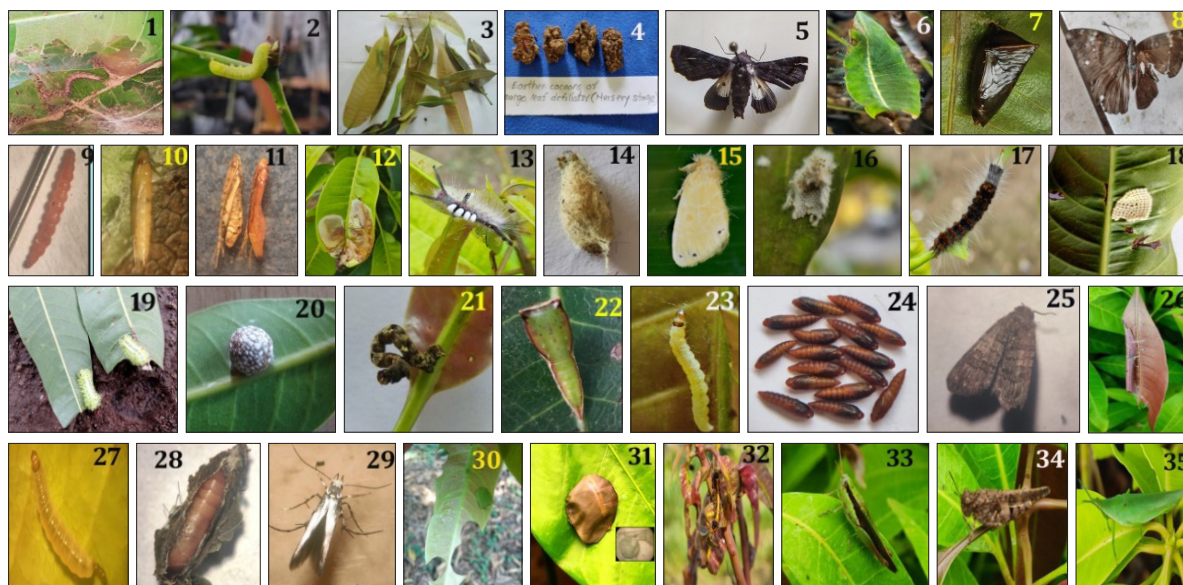 1 2 3 4 5 6 7 8
Earthen cocoons of
mango leaf defoliator (Nursery stage)
9 10 11 12 13 14 15 16 17 18
19 20 21 22 23 24 25 26
27 28 29 30 31 32 33 34 35